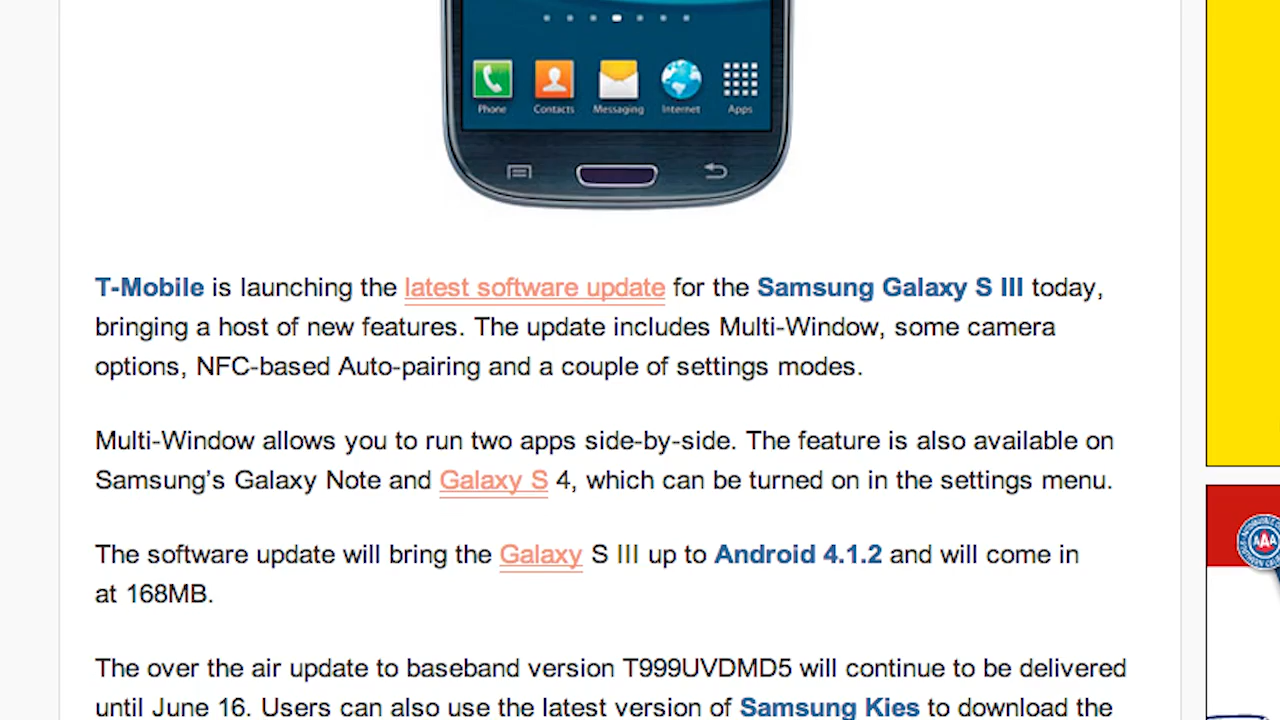 Phone Contacts Messaging Internet Apps
T-Mobile is launching the latest software update for the Samsung Galaxy S III today,
bringing a host of new features. The update includes Multi-Window, some camera
options, NFC-based Auto-pairing and a couple of settings modes.
Multi-Window allows you to run two apps side-by-side. The feature is also available on
Samsung’s Galaxy Note and Galaxy S 4, which can be turned on in the settings menu.
The software update will bring the Galaxy S III up to Android 4.1.2 and will come in
at 168MB.
The over the air update to baseband version T999UVDMD5 will continue to be delivered
until June 16. Users can also use the latest version of Samsung Kies to download the
AAA